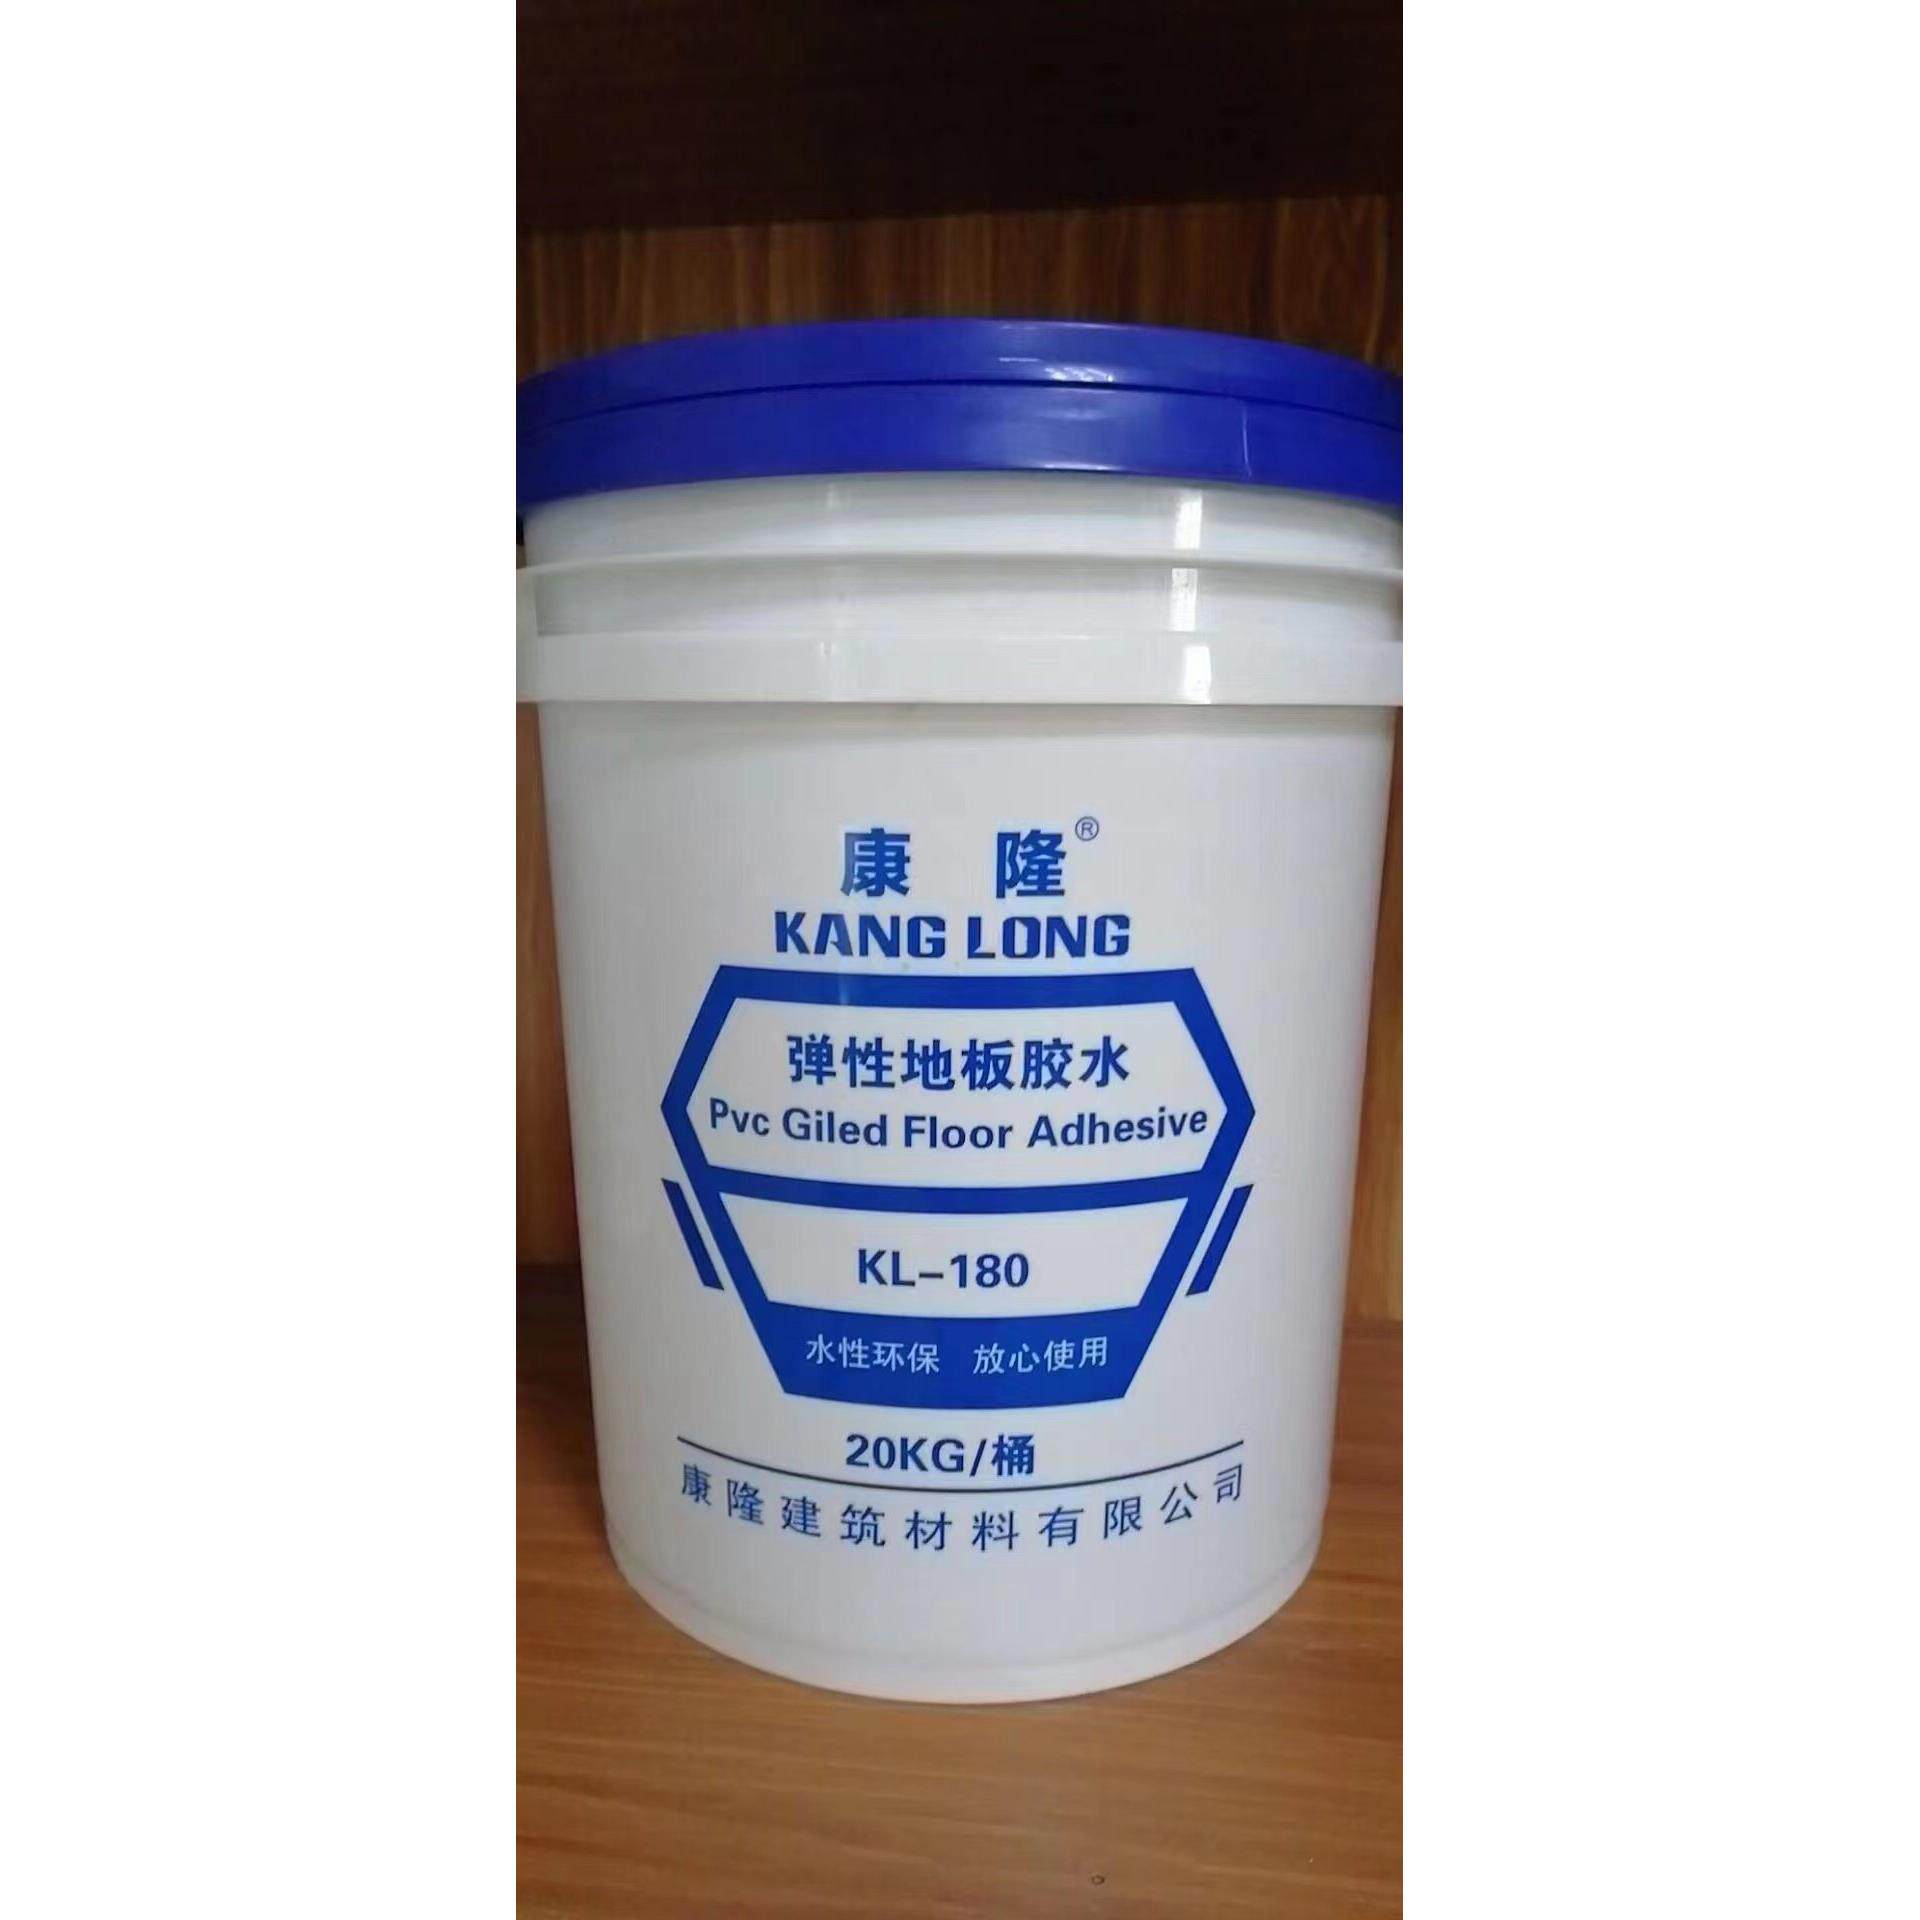 康 隆®
KANG LONG
弹性地板胶水
Pvc Giled Floor Adhesive
KL-180
水性环保 放心使用
20KG/桶
康隆建筑材料有限公司